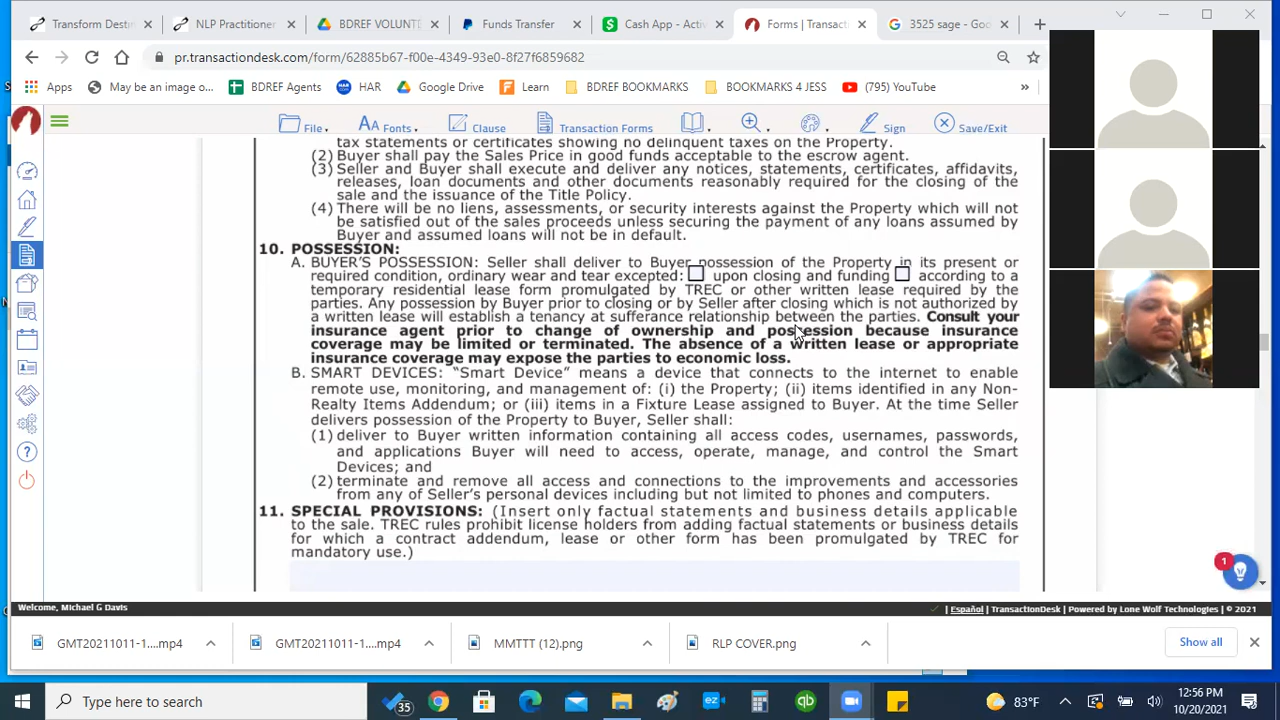 Transform Destin
NLP Practitioner
BDREF VOLUNTE
Funds Transfer
Cash App - Activ
Forms | Transact
3525 sage - Goo
pr.transactiondesk.com/form/62885b67-f00e-4349-93e0-8f27f6859682
Apps
May be an image o...
BDREF Agents
HAR
Google Drive
Learn
BDREF BOOKMARKS
BOOKMARKS 4 JESS
(795) YouTube
»
File
Fonts
Clause
Transaction Forms
Sign
Save/Exit
tax statements or certificates showing no delinquent taxes on the Property.
(2) Buyer shall pay the Sales Price in good funds acceptable to the escrow agent.
(3) Seller and Buyer shall execute and deliver any notices, statements, certificates, affidavits,
releases, loan documents and other documents reasonably required for the closing of the
sale and the issuance of the Title Policy.
(4) There will be no liens, assessments, or security interests against the Property which will not
be satisfied out of the sales proceeds unless securing the payment of any loans assumed by
Buyer and assumed loans will not be in default.
10. POSSESSION:
A. BUYER'S POSSESSION: Seller shall deliver to Buyer possession of the Property in its present or
required condition, ordinary wear and tear excepted: upon closing and funding according to a
temporary residential lease form promulgated by TREC or other written lease required by the
parties. Any possession by Buyer prior to closing or by Seller after closing which is not authorized by
a written lease will establish a tenancy at sufferance relationship between the parties. Consult your
insurance agent prior to change of ownership and possession because insurance
coverage may be limited or terminated. The absence of a written lease or appropriate
insurance coverage may expose the parties to economic loss.
B. SMART DEVICES: "Smart Device" means a device that connects to the internet to enable
remote use, monitoring, and management of: (i) the Property; (ii) items identified in any Non-
Realty Items Addendum; or (iii) items in a Fixture Lease assigned to Buyer. At the time Seller
delivers possession of the Property to Buyer, Seller shall:
(1) deliver to Buyer written information containing all access codes, usernames, passwords,
and applications Buyer will need to access, operate, manage, and control the Smart
Devices; and
(2) terminate and remove all access and connections to the improvements and accessories
from any of Seller's personal devices including but not limited to phones and computers.
11. SPECIAL PROVISIONS: (Insert only factual statements and business details applicable
to the sale. TREC rules prohibit license holders from adding factual statements or business details
for which a contract addendum, lease or other form has been promulgated by TREC for
mandatory use.)
1
Welcome, Michael G Davis
| Español | TransactionDesk | Powered by Lone Wolf Technologies | © 2021
GMT20211011-1....mp4
GMT20211011-1....mp4
MMTTT (12).png
RLP COVER.png
Show all
Type here to search
35
ez
qb
83°F
12:56 PM
10/20/2021